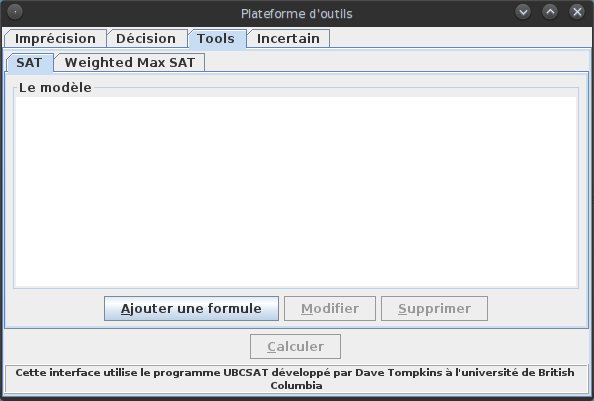 Plateforme d'outils
Imprécision Décision Tools Incertain
SAT Weighted Max SAT
Le modèle
Ajouter une formule Modifier Supprimer
Calculer
Cette interface utilise le programme UBCSAT développé par Dave Tompkins à l'université de British
Columbia